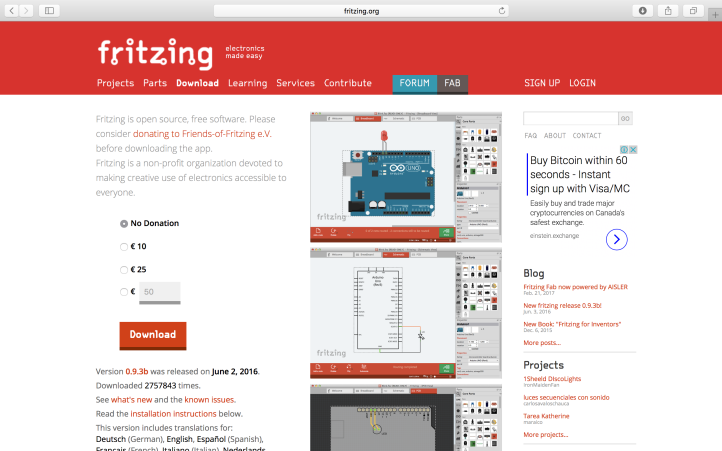 fritzing.org
fritzing
electronics
made easy
Projects Parts Download Learning Services Contribute FORUM FAB SIGN UP LOGIN
Fritzing is open source, free software. Please
consider donating to Friends-of-Fritzing e.V.
before downloading the app.
Fritzing is a non-profit organization devoted to
making creative use of electronics accessible to
everyone.
No Donation
€ 10
€ 25
€ 50
Download
Version 0.9.3b was released on June 2, 2016.
Downloaded 2757843 times.
See what's new and the known issues.
Read the installation instructions below.
This version includes translations for:
Deutsch (German), English, Español (Spanish),
Français (French), Italiano (Italian), Nederlands
UNO
fritzing
fritzing
GO
FAQ ABOUT CONTACT
Buy Bitcoin within 60
seconds - Instant
sign up with Visa/MC
Easily buy and trade major
cryptocurrencies on Canada's
safest exchange.
einstein.exchange
Blog
Fritzing Fab now powered by AISLER
Feb. 21, 2017
New fritzing release 0.9.3b!
Jun. 3, 2016
New Book: "Fritzing for Inventors"
Dec. 6, 2015
More posts...
Projects
1Sheeld DiscoLights
IronMaidenFan
luces secuenciales con sonido
carlosavatoxichauca
Tarea Katherine
maraico
More projects...